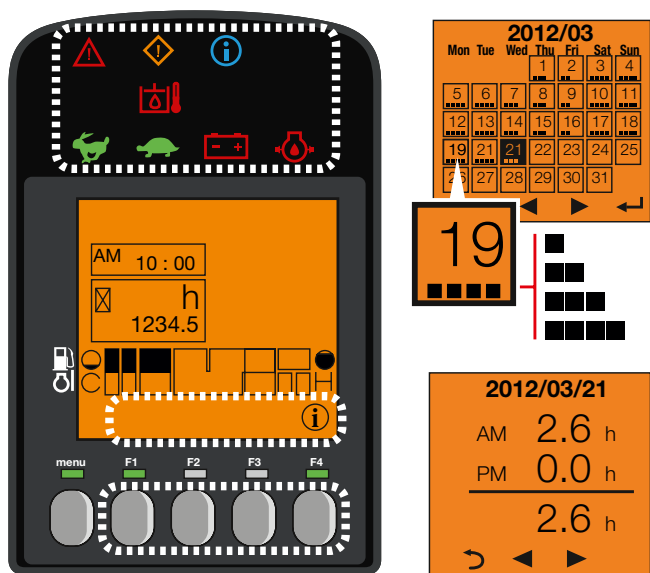 AM 10 : 00
h
1234.5
C H
i
menu F1 F2 F3 F4
2012/03
Mon Tue Wed Thu Fri Sat Sun
1 2 3 4
5 6 7 8 9 10 11
12 13 14 15 16 17 18
19 21 21 22 23 24 25
26 27 28 29 30 31
19
2012/03/21
AM 2.6 h
PM 0.0 h
2.6 h